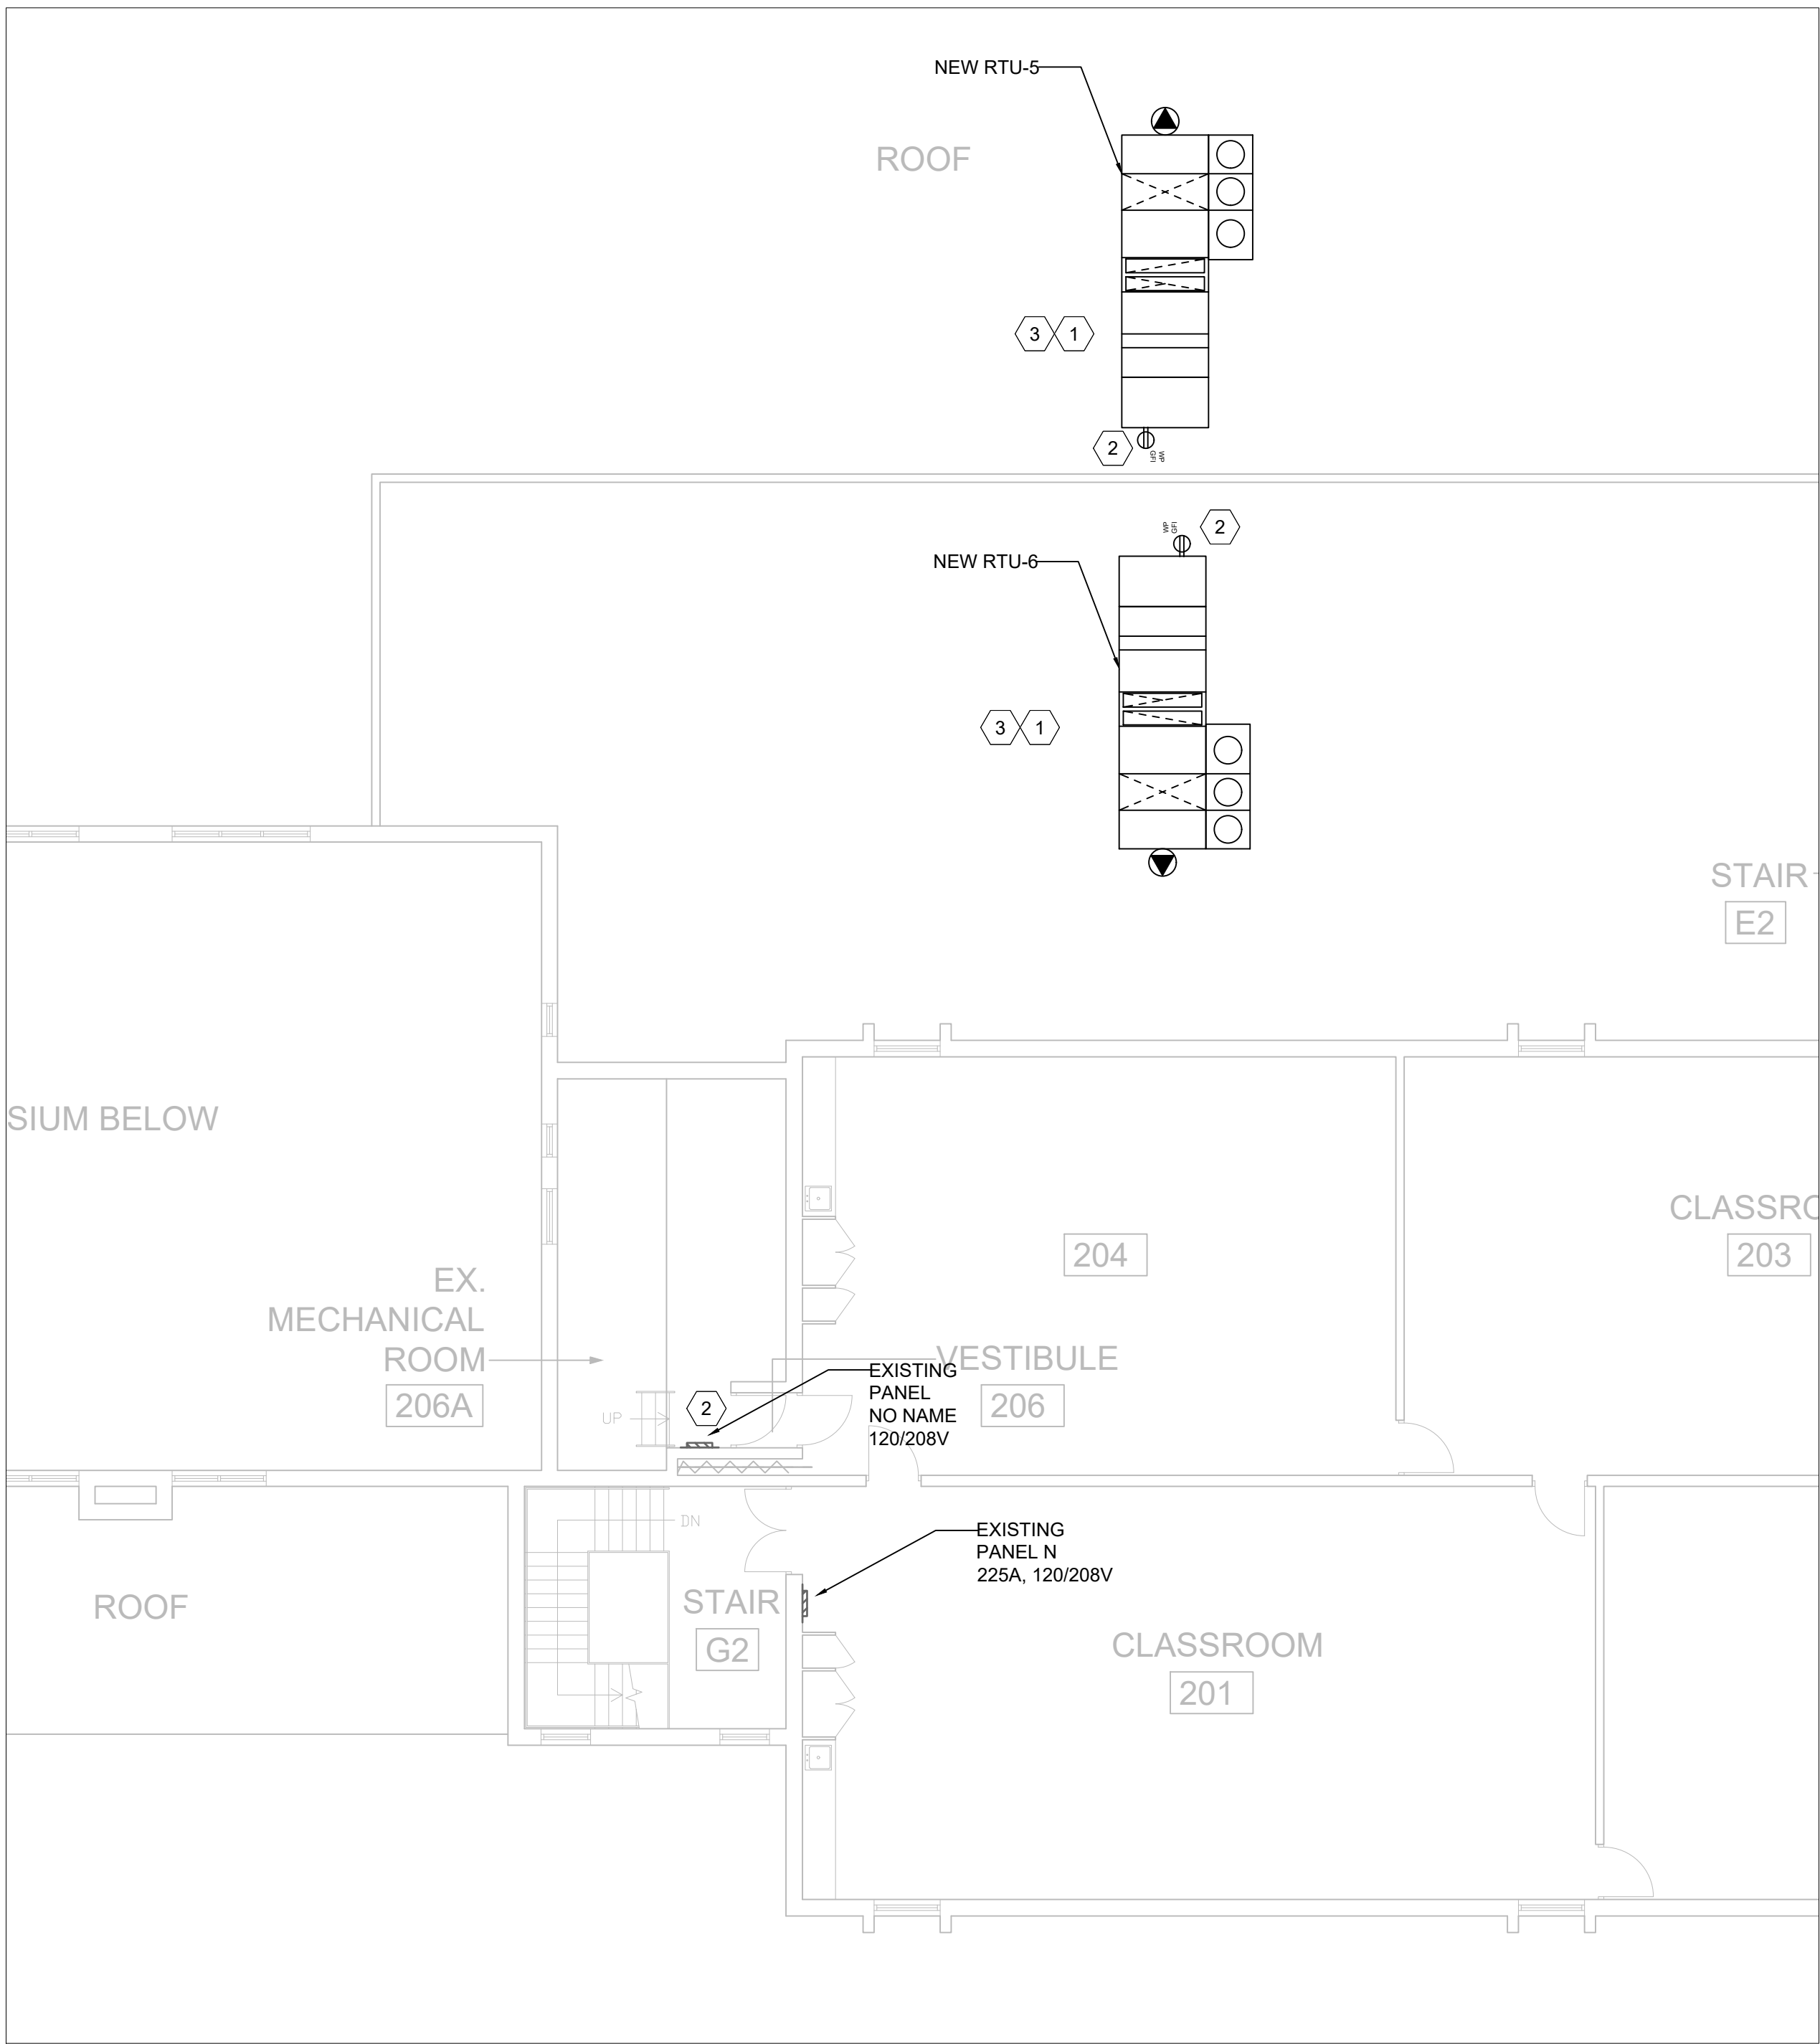 NEW RTU-5
ROOF
3
1
2
WP
GFI
WP
GFI
2
NEW RTU-6
3
1
STAIR
E2
SIUM BELOW
CLASSRO
204
203
EX.
MECHANICAL
ROOM
206A
VESTIBULE
206
EXISTING
PANEL
NO NAME
120/208V
2
UP
DN
EXISTING
PANEL N
225A, 120/208V
ROOF
STAIR
G2
CLASSROOM
201